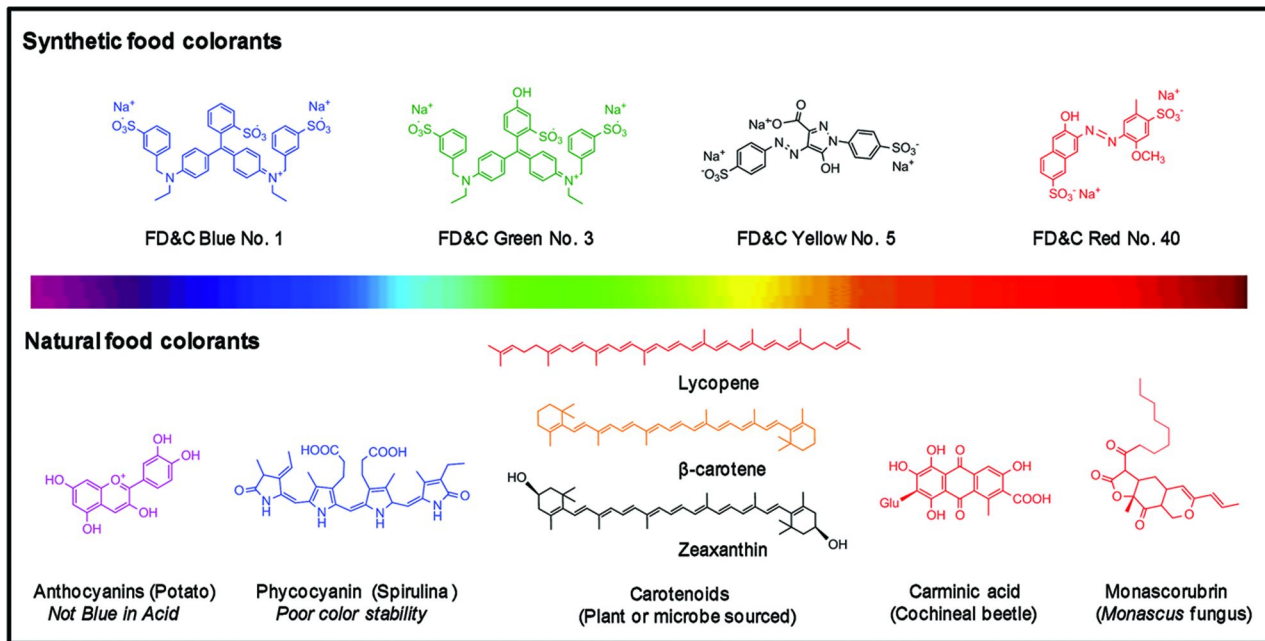 Synthetic food colorants
Na⁺
SO₃⁻
O₃S
SO₃
Na⁺
N
N⁺
OH
Na⁺
O₃S
SO₃
Na⁺
SO₃
N
N⁺
O
Na⁺
O
N
N
N
N
OH
Na⁺
⁻O₃S
SO₃⁻
Na⁺
OH
N
N
Na⁺
SO₃⁻
OCH₃
SO₃⁻
Na⁺
FD&C Blue No. 1
FD&C Green No. 3
FD&C Yellow No. 5
FD&C Red No. 40
Natural food colorants
Lycopene
β-carotene
HO
OH
Zeaxanthin
OH
OH
HO
O⁺
OH
OH
HOOC
COOH
O
N
H
N
H
N
H
N
H
O
OH
O
OH
HO
OH
Glu
COOH
OH
O
O
O
O
O
O
Anthocyanins (Potato)
Not Blue in Acid
Phycocyanin (Spirulina)
Poor color stability
Carotenoids
(Plant or microbe sourced)
Carminic acid
(Cochineal beetle)
Monascorubrin
(Monascus fungus)